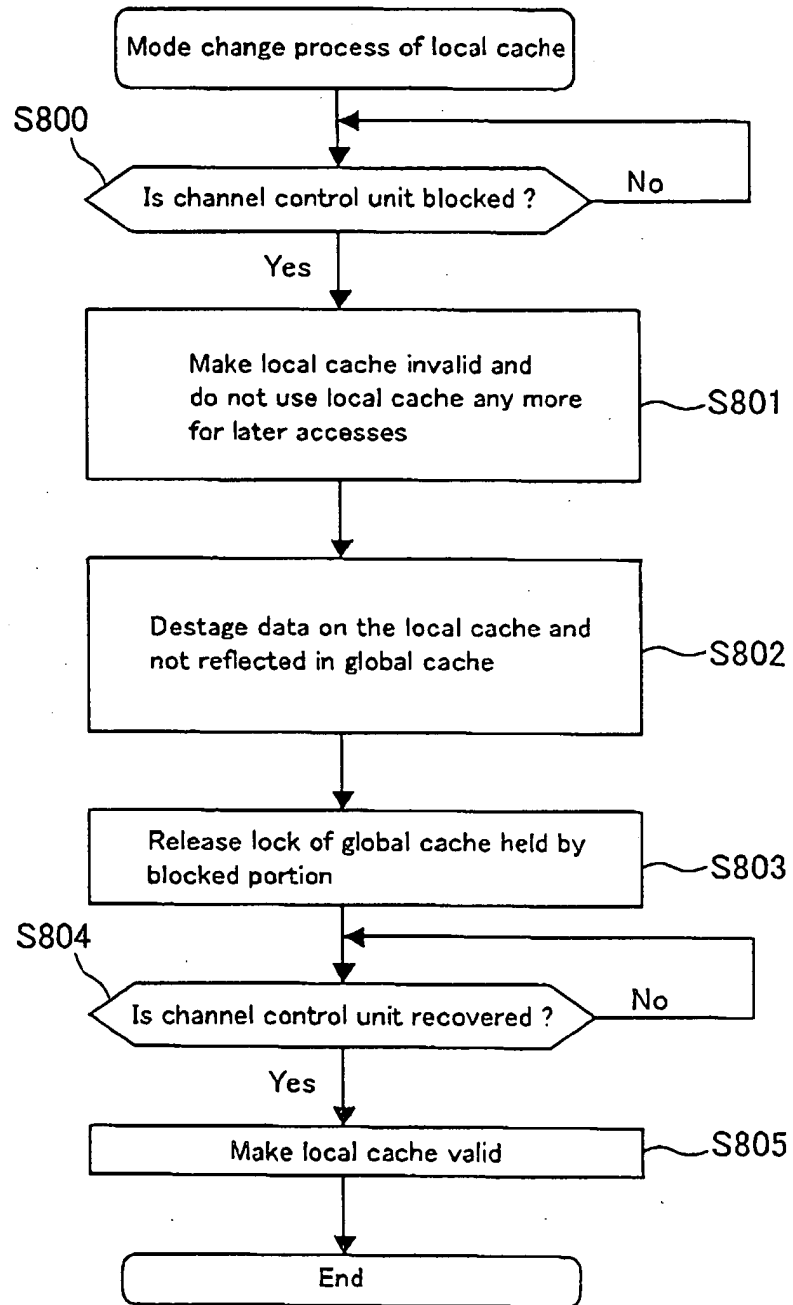 Mode change process of local cache
S800
Is channel control unit blocked ?
No
Yes
Make local cache invalid and
do not use local cache any more
for later accesses
S801
Destage data on the local cache and
not reflected in global cache
S802
Release lock of global cache held by
blocked portion
S803
S804
Is channel control unit recovered ?
No
Yes
Make local cache valid
S805
End